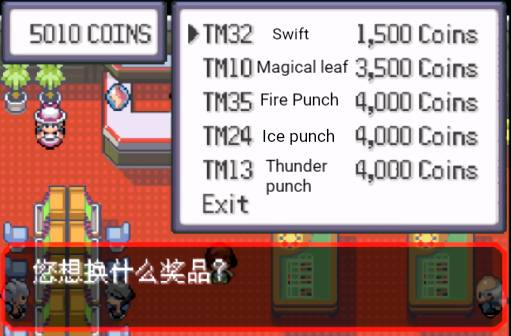 5010 COINS
TM32 Swift 1,500 Coins
TM10 Magical leaf 3,500 Coins
TM35 Fire Punch 4,000 Coins
TM24 Ice punch 4,000 Coins
TM13 Thunder punch 4,000 Coins
Exit
您想换什么奖品?